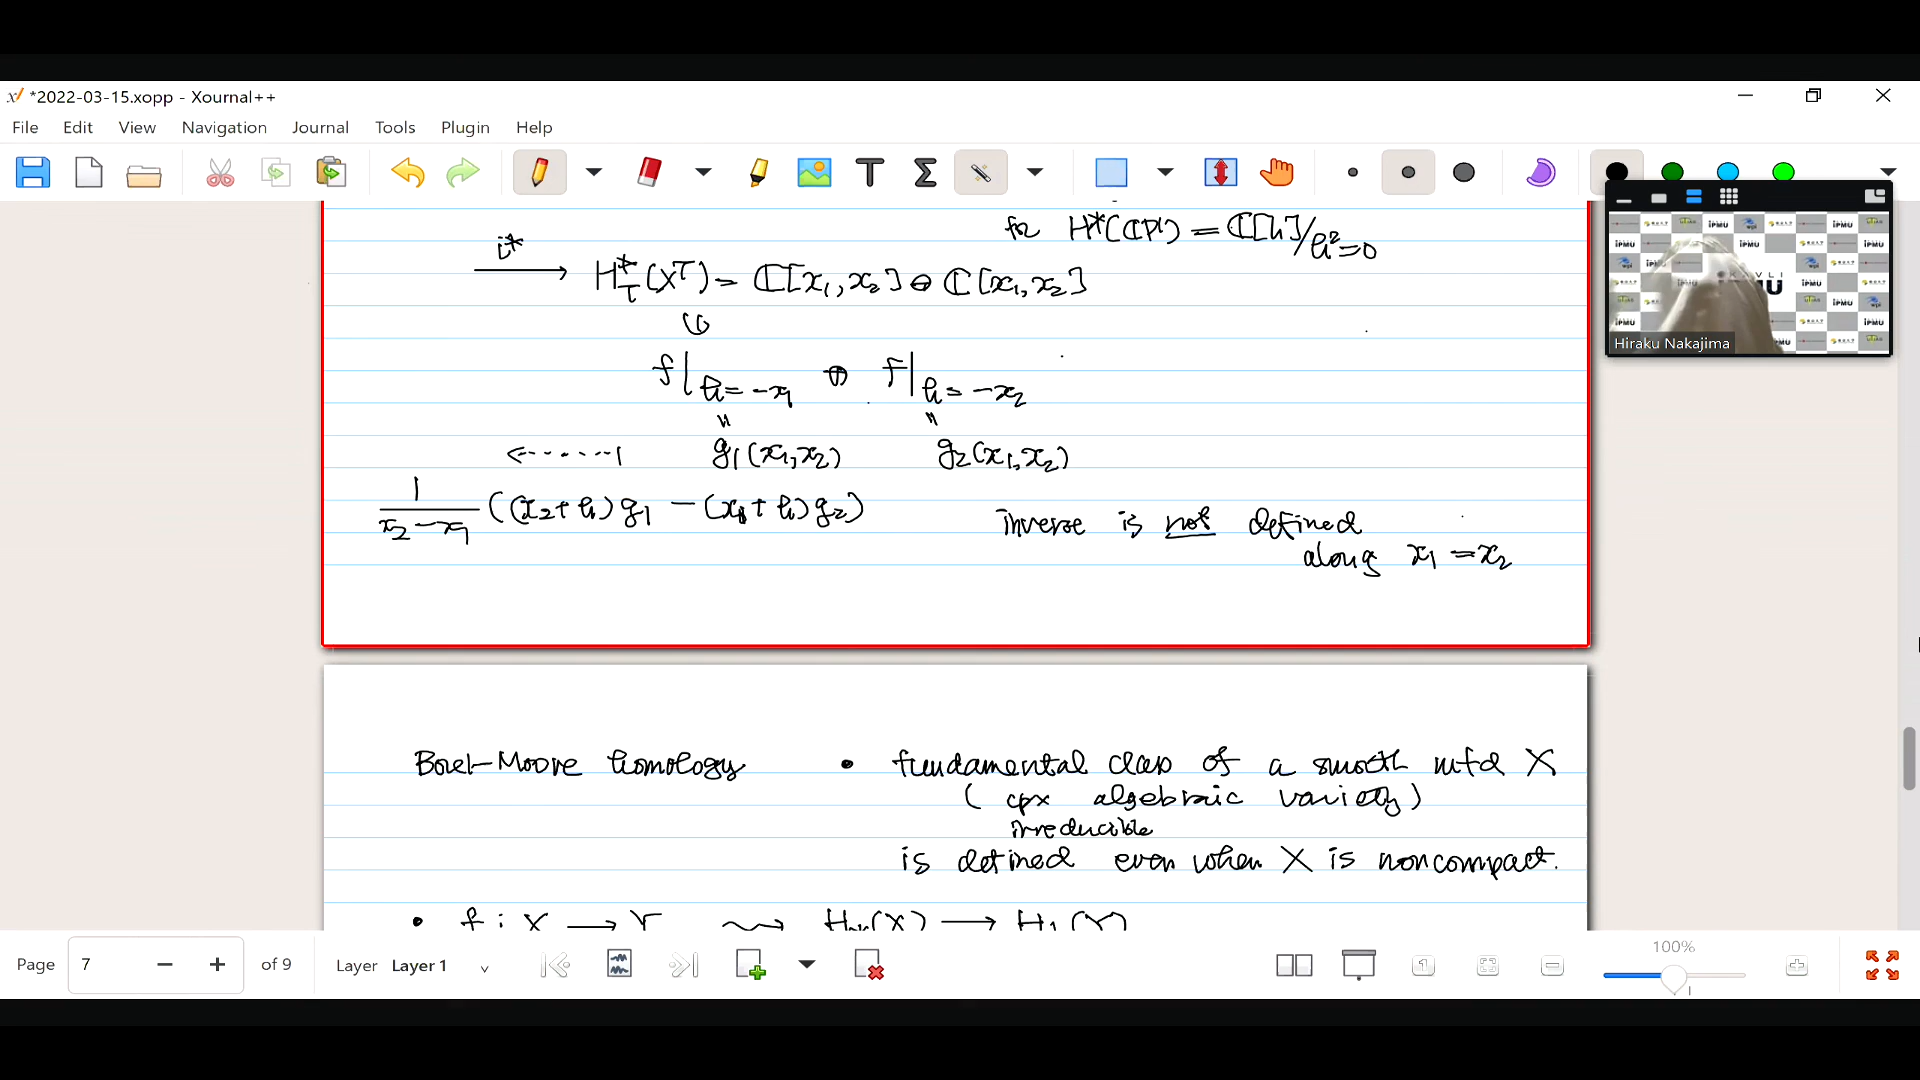 *2022-03-15.xopp - Xournal++
File Edit View Navigation Journal Tools Plugin Help
for H*(CP¹) = ℂ[h]/h²=0
i*
⟶ H*_T(X^T) = ℂ[x₁,x₂] ⊕ ℂ[x₁,x₂]
f|_{h=-x₁} ⊕ f|_{h=-x₂}
g₁(x₁,x₂) g₂(x₁,x₂)
1/(x₂-x₁) ((x₂+h)g₁ - (x₁+h)g₂)
inverse is not defined
along x₁ = x₂
Hiraku Nakajima
Borel-Moore homology • fundamental class of a smooth mfd X
(cpx algebraic variety)
irreducible
is defined even when X is noncompact.
• f : X ⟶ Y ⇝ H_*(X) ⟶ H_*(Y)
Page 7 of 9 Layer Layer 1 100%